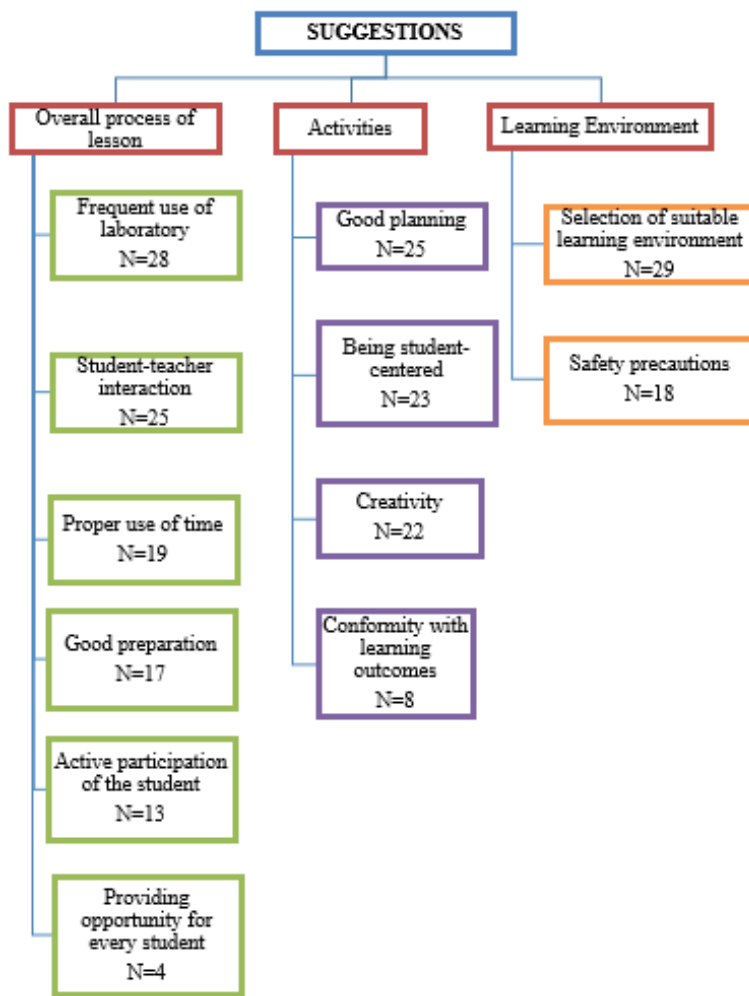 SUGGESTIONS
Overall process of
lesson
Activities
Learning Environment
Frequent use of
laboratory
N=28
Student-teacher
interaction
N=25
Proper use of time
N=19
Good preparation
N=17
Active participation
of the student
N=13
Providing
opportunity for
every student
N=4
Good planning
N=25
Being student-
centered
N=23
Creativity
N=22
Conformity with
learning
outcomes
N=8
Selection of suitable
learning environment
N=29
Safety precautions
N=18